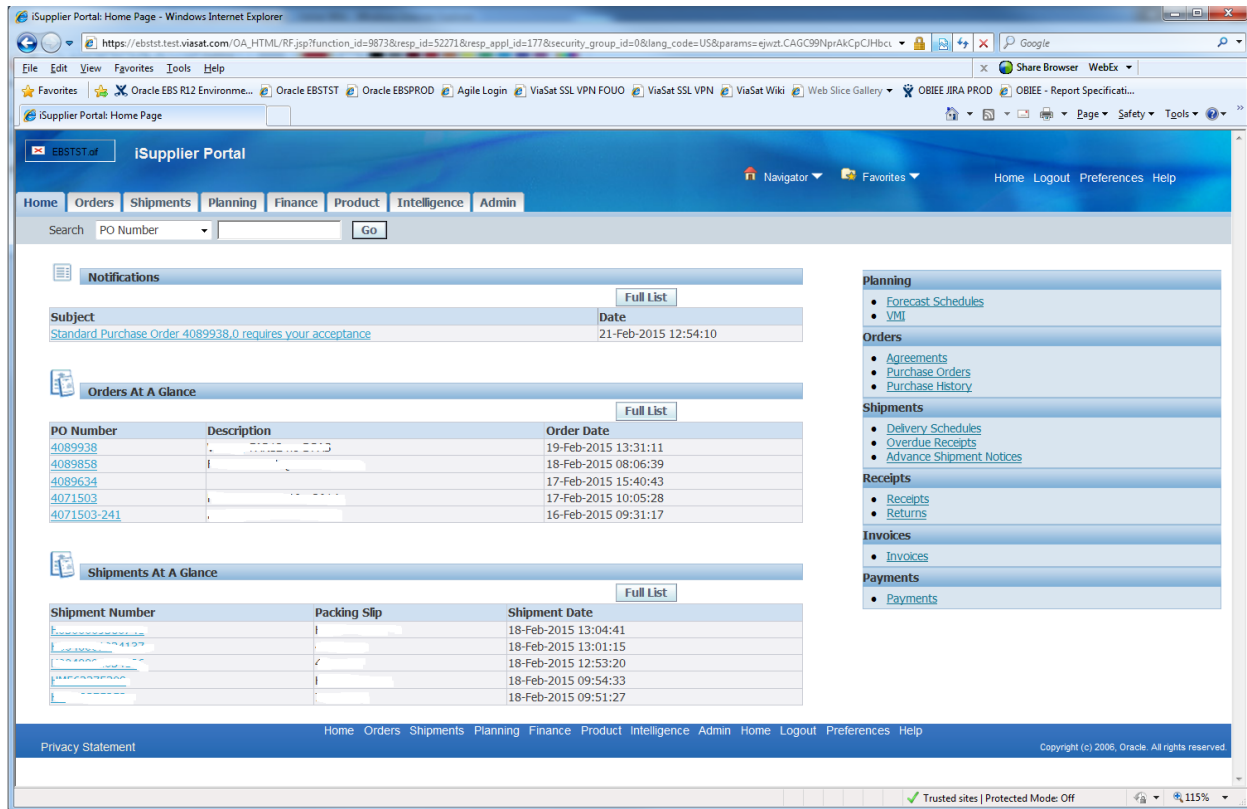 iSupplier Portal: Home Page - Windows Internet Explorer
https://ebstst.test.viasat.com/OA_HTML/RF.jsp?function_id=9873&resp_id=52271&resp_appl_id=177&security_group_id=0&lang_code=US&params=ejwzt.CAGC99NprAkCpCJHbcu Google
File Edit View Favorites Tools Help x Share Browser WebEx
Favorites Oracle EBS R12 Environme... Oracle EBSTST Oracle EBSPROD Agile Login ViaSat SSL VPN FOUO ViaSat SSL VPN ViaSat Wiki Web Slice Gallery OBIEE JIRA PROD OBIEE - Report Specificati...
iSupplier Portal: Home Page Page Safety Tools
EBSTST.of iSupplier Portal
Navigator Favorites Home Logout Preferences Help
Home Orders Shipments Planning Finance Product Intelligence Admin
Search PO Number Go
Notifications
Full List
Subject Date
Standard Purchase Order 4089938,0 requires your acceptance 21-Feb-2015 12:54:10
Orders At A Glance
Full List
PO Number Description Order Date
4089938 19-Feb-2015 13:31:11
4089858 18-Feb-2015 08:06:39
4089634 17-Feb-2015 15:40:43
4071503 17-Feb-2015 10:05:28
4071503-241 16-Feb-2015 09:31:17
Shipments At A Glance
Full List
Shipment Number Packing Slip Shipment Date
18-Feb-2015 13:04:41
18-Feb-2015 13:01:15
18-Feb-2015 12:53:20
18-Feb-2015 09:54:33
18-Feb-2015 09:51:27
Planning
Forecast Schedules
VMI
Orders
Agreements
Purchase Orders
Purchase History
Shipments
Delivery Schedules
Overdue Receipts
Advance Shipment Notices
Receipts
Receipts
Returns
Invoices
Invoices
Payments
Payments
Home Orders Shipments Planning Finance Product Intelligence Admin Home Logout Preferences Help
Privacy Statement Copyright (c) 2006, Oracle. All rights reserved.
Trusted sites | Protected Mode: Off 115%